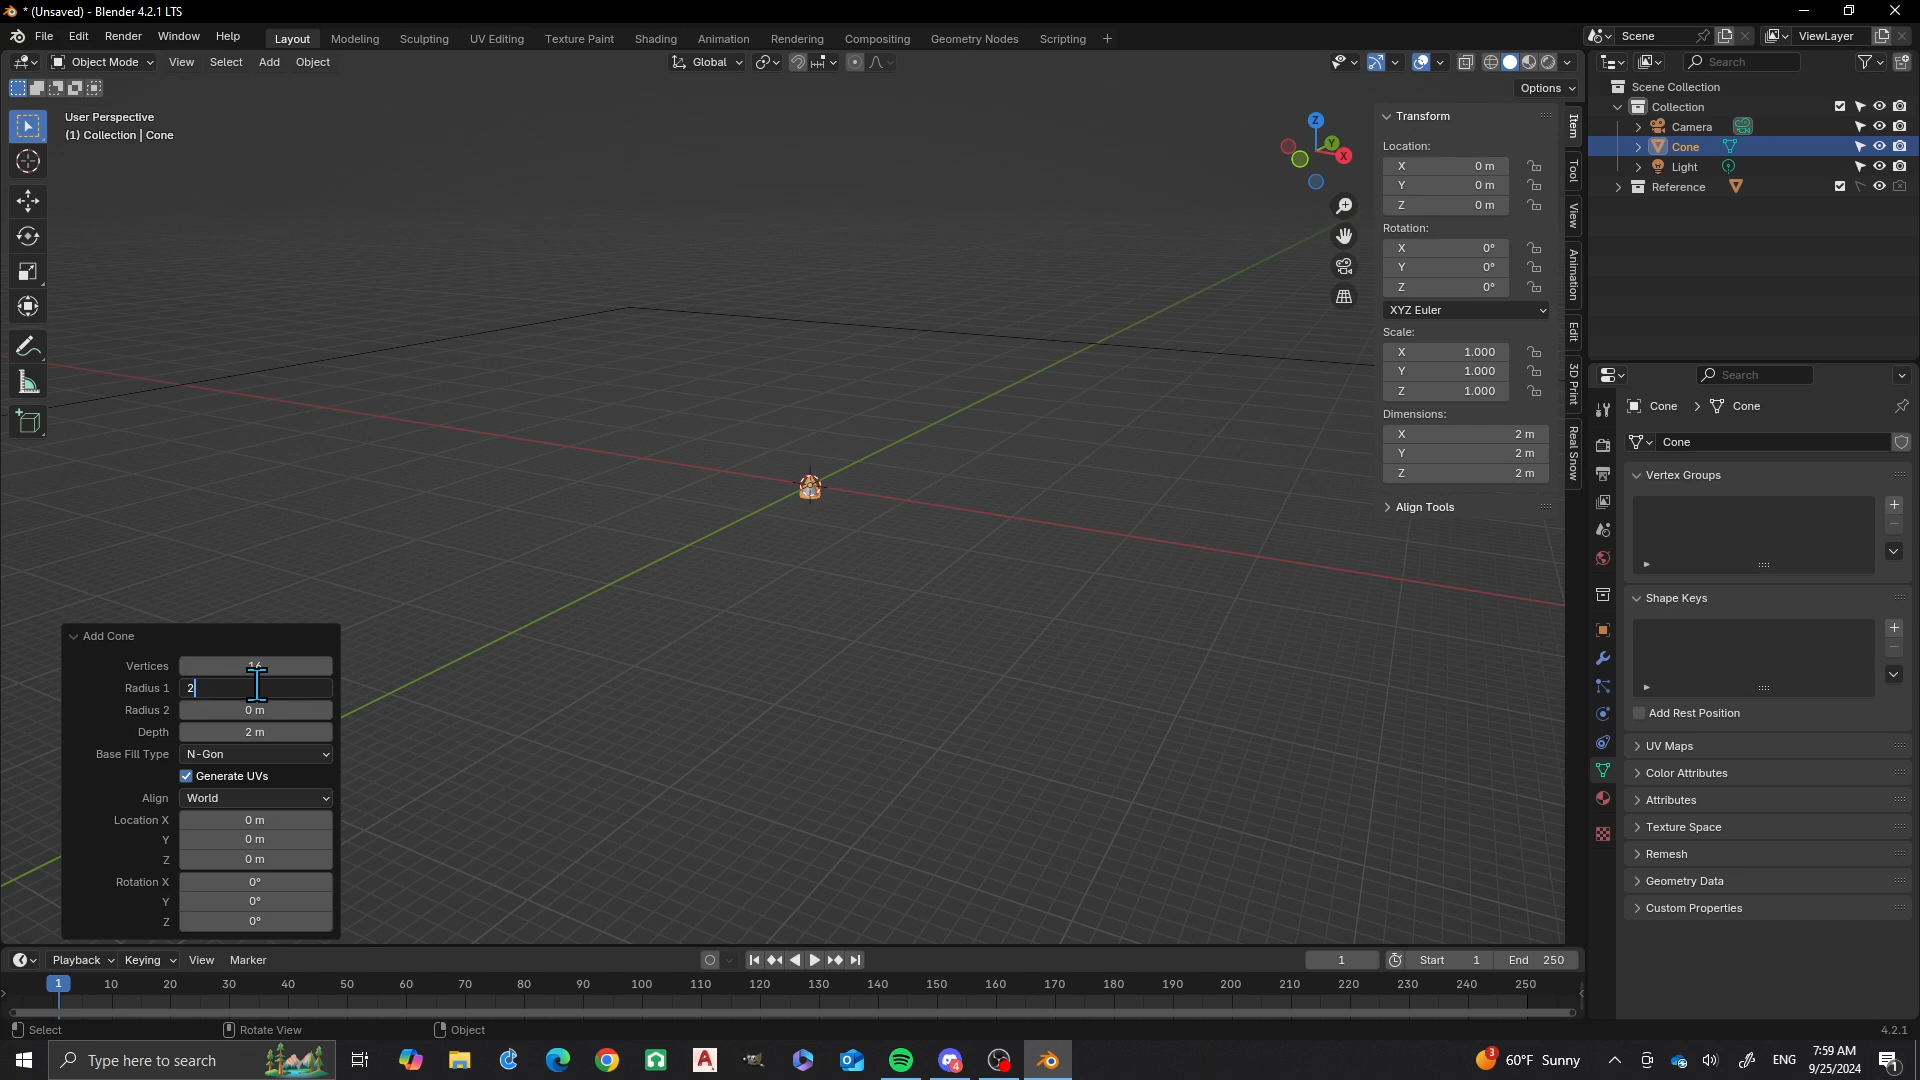 * (Unsaved) - Blender 4.2.1 LTS
File Edit Render Window Help Layout Modeling Sculpting UV Editing Texture Paint Shading Animation Rendering Compositing Geometry Nodes Scripting + Scene ViewLayer
Object Mode View Select Add Object Global Search
Options
User Perspective
(1) Collection | Cone
Scene Collection
Collection
Camera
Cone
Light
Reference
Z
Y
X
Transform
Location:
X 0 m
Y 0 m
Z 0 m
Rotation:
X 0°
Y 0°
Z 0°
XYZ Euler
Scale:
X 1.000
Y 1.000
Z 1.000
Dimensions:
X 2 m
Y 2 m
Z 2 m
Align Tools
Item
Tool
View
Animation
Edit
3D Print
Real Snow
Search
Cone > Cone
Cone
Vertex Groups
Shape Keys
Add Rest Position
UV Maps
Color Attributes
Attributes
Texture Space
Remesh
Geometry Data
Custom Properties
Add Cone
Vertices 16
Radius 1 2
Radius 2 0 m
Depth 2 m
Base Fill Type N-Gon
Generate UVs
Align World
Location X 0 m
Y 0 m
Z 0 m
Rotation X 0°
Y 0°
Z 0°
Playback Keying View Marker 1 Start 1 End 250
1 10 20 30 40 50 60 70 80 90 100 110 120 130 140 150 160 170 180 190 200 210 220 230 240 250
Select Rotate View Object 4.2.1
Type here to search 4 3 60°F Sunny ENG 7:59 AM
9/25/2024 1